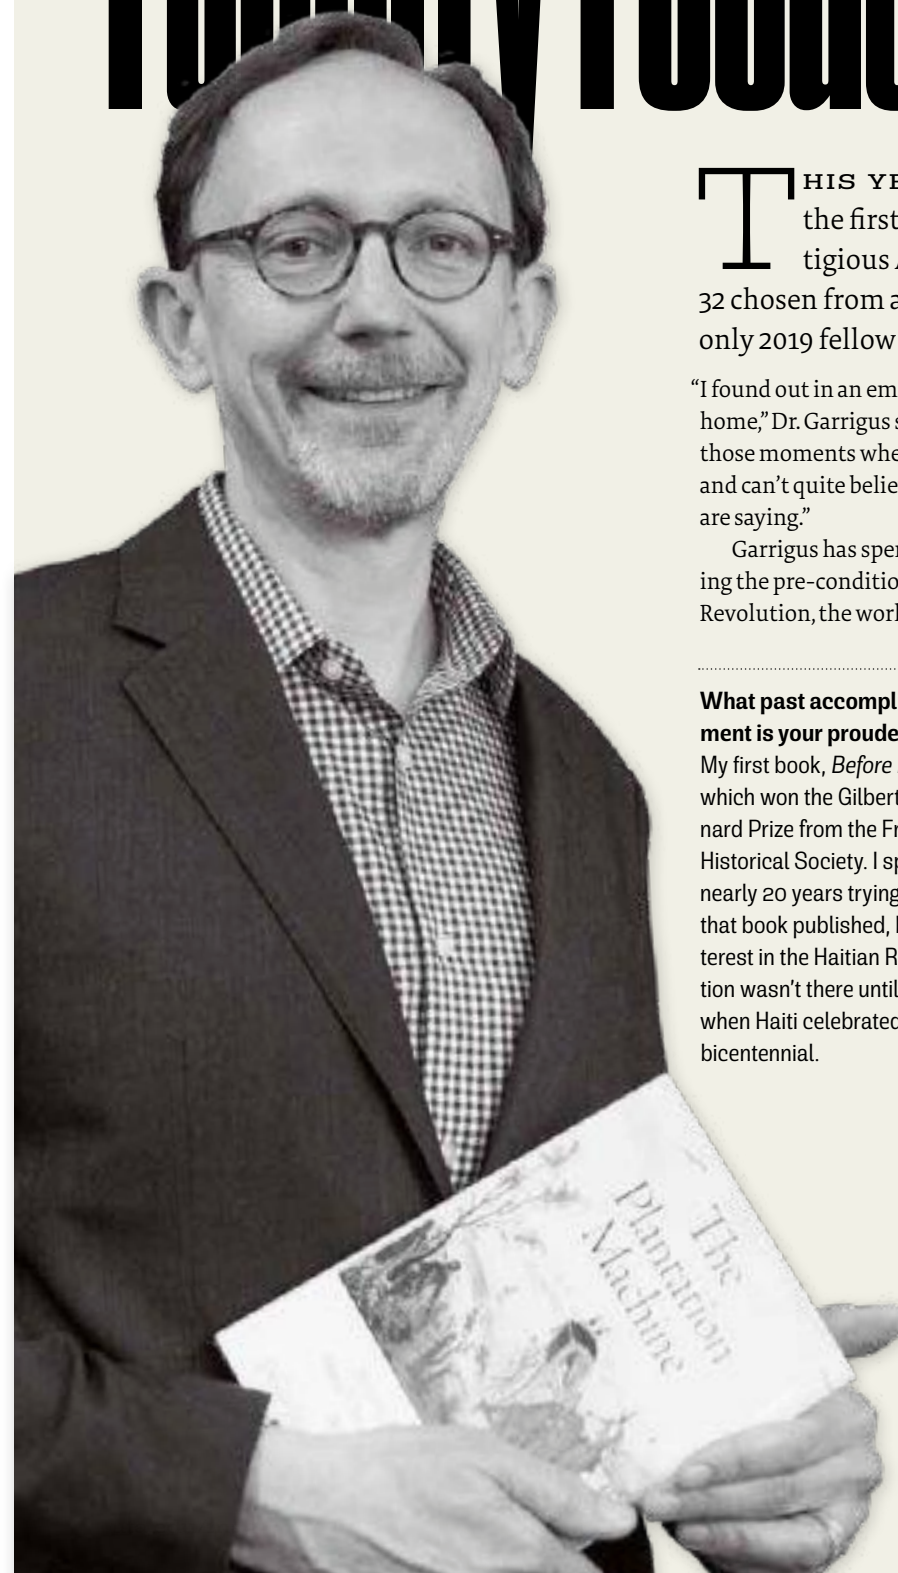 HIS YE
the first
tigious A
32 chosen from a
only 2019 fellow
“I found out in an em
home,” Dr. Garrigus s
those moments whe
and can’t quite belie
are saying.”
Garrigus has spe
ing the pre-conditio
Revolution, the worl
What past accompl
ment is your proude
My first book, Before
which won the Gilbert
nard Prize from the Fr
Historical Society. I sp
nearly 20 years trying
that book published, b
terest in the Haitian R
tion wasn’t there until
when Haiti celebrated
bicentennial.
The
Plantation
Machine